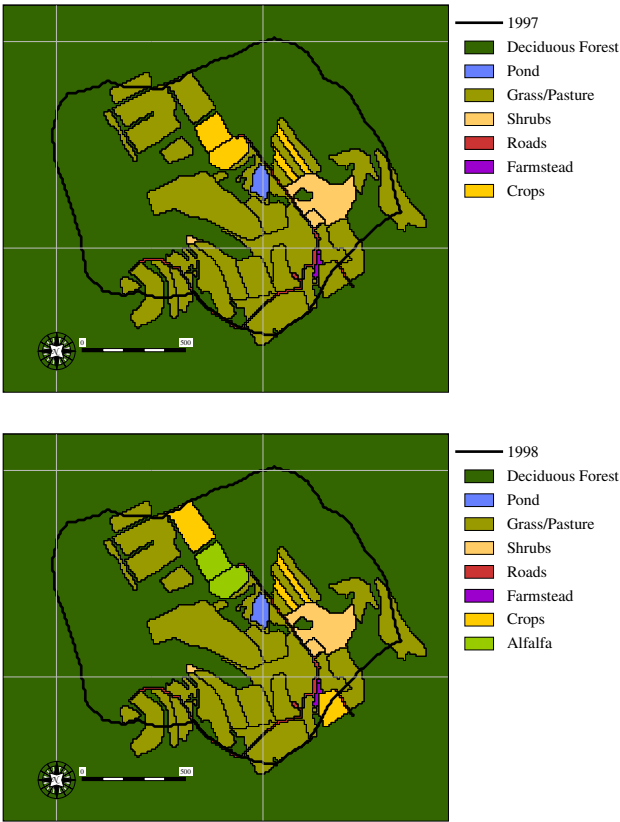 1997
Deciduous Forest
Pond
Grass/Pasture
Shrubs
Roads
Farmstead
Crops
0 500
1998
Deciduous Forest
Pond
Grass/Pasture
Shrubs
Roads
Farmstead
Crops
Alfalfa
0 500